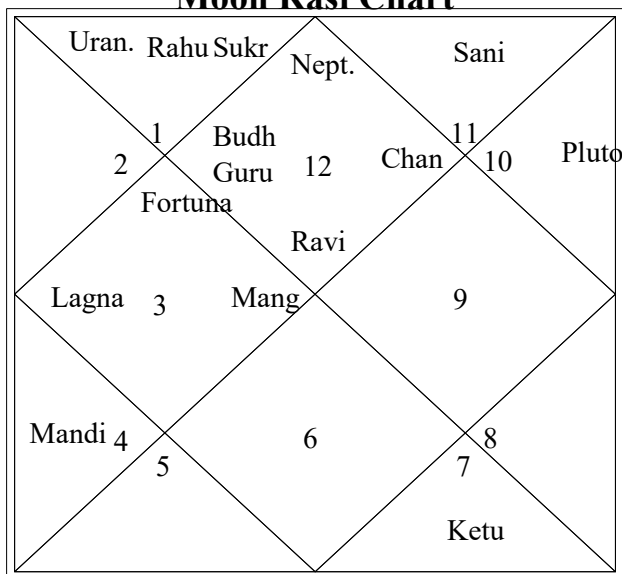 Moon Rasi Chart
Uran. Rahu Sukr
Nept.
Sani
1
Budh
11
2
Guru
12
Chan
10
Pluto
Fortuna
Ravi
Lagna
3
Mang
9
Mandi
4
6
8
5
7
Ketu